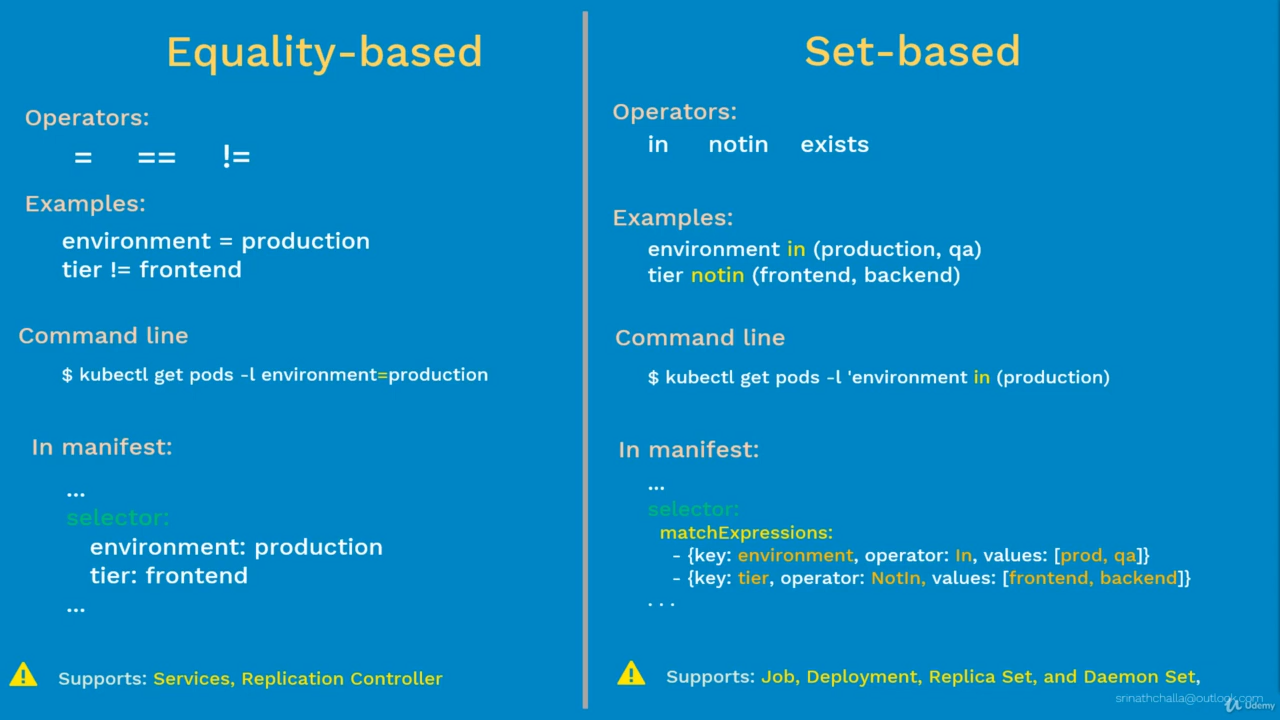 Equality-based
Operators:
= == !=
Examples:
environment = production
tier != frontend
Command line
$ kubectl get pods -l environment=production
In manifest:
...
selector:
environment: production
tier: frontend
...
Supports: Services, Replication Controller
Set-based
Operators:
in notin exists
Examples:
environment in (production, qa)
tier notin (frontend, backend)
Command line
$ kubectl get pods -l 'environment in (production)
In manifest:
...
selector:
matchExpressions:
- {key: environment, operator: In, values: [prod, qa]}
- {key: tier, operator: NotIn, values: [frontend, backend]}
. . .
Supports: Job, Deployment, Replica Set, and Daemon Set,
srinathchalla@outlook.com
Udemy